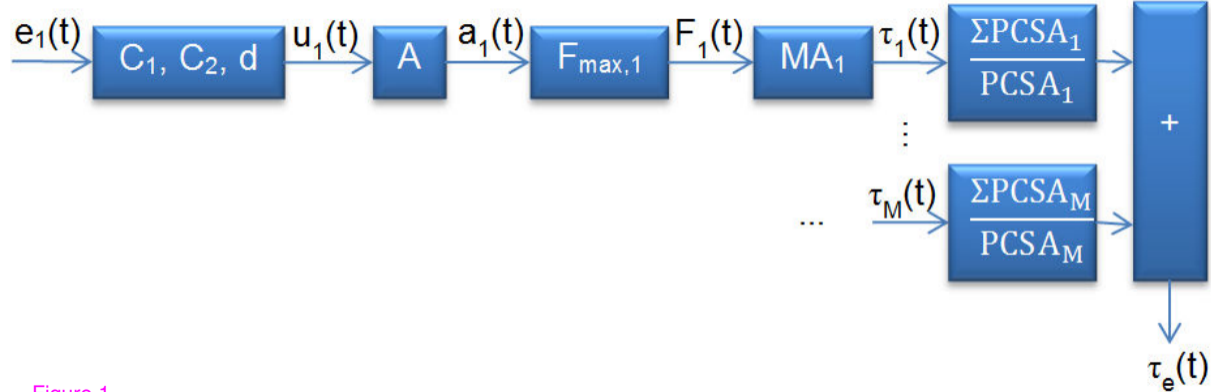 e₁(t) C₁, C₂, d u₁(t) A a₁(t) Fmax,1 F₁(t) MA₁ τ₁(t) ΣPCSA₁
PCSA₁
+
⋮
... τM(t) ΣPCSAM
PCSAM
τe(t)
Figure 1